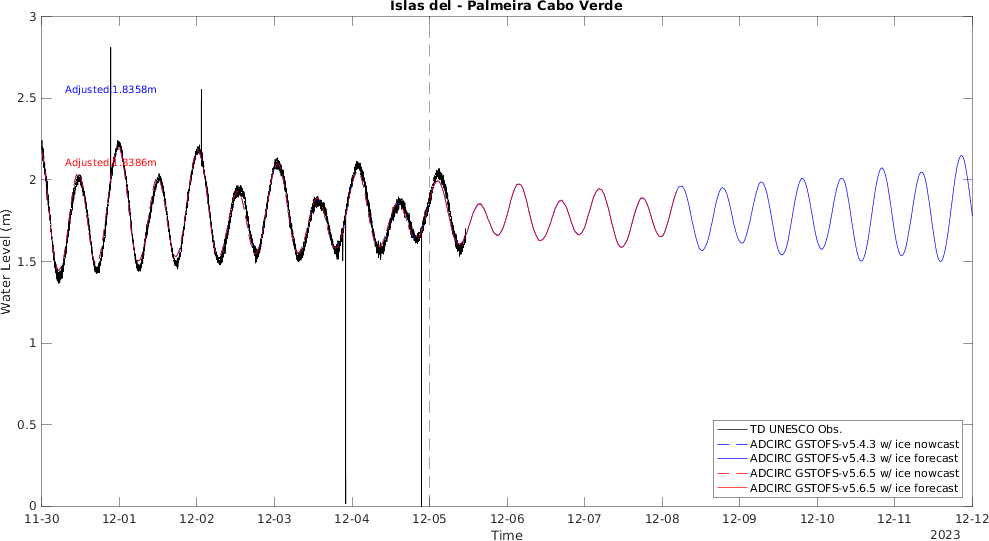 Islas del - Palmeira Cabo Verde
3
2.5
2
1.5
1
0.5
0
Water Level (m)
Adjusted 1.8358m
Adjusted 1.8386m
TD UNESCO Obs.
ADCIRC GSTOFS-v5.4.3 w/ ice nowcast
ADCIRC GSTOFS-v5.4.3 w/ ice forecast
ADCIRC GSTOFS-v5.6.5 w/ ice nowcast
ADCIRC GSTOFS-v5.6.5 w/ ice forecast
11-30 12-01 12-02 12-03 12-04 12-05 12-06 12-07 12-08 12-09 12-10 12-11 12-12
Time
2023